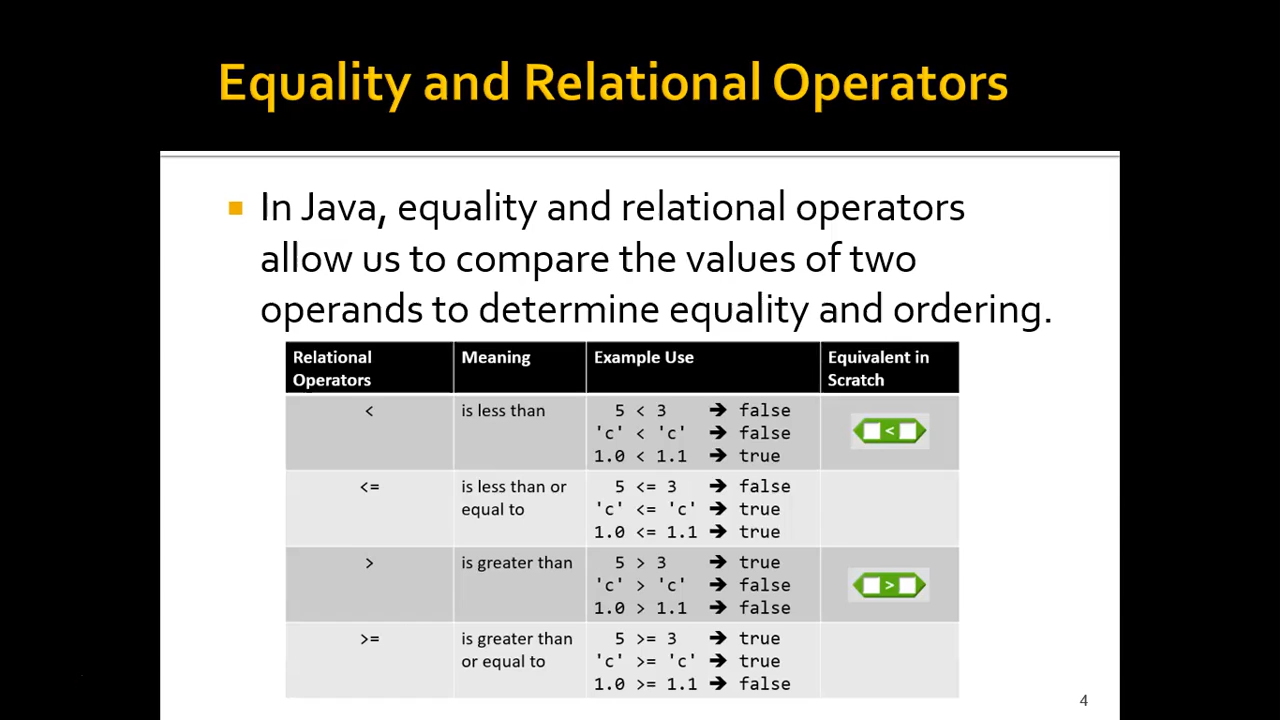 Equality and Relational Operators
▪ In Java, equality and relational operators
allow us to compare the values of two
operands to determine equality and ordering.
Relational Operators | Meaning | Example Use | Equivalent in Scratch
< | is less than | 5 < 3 → false | <
'c' < 'c' → false
1.0 < 1.1 → true
<= | is less than or | 5 <= 3 → false
equal to | 'c' <= 'c' → true
1.0 <= 1.1 → true
> | is greater than | 5 > 3 → true | >
'c' > 'c' → false
1.0 > 1.1 → false
>= | is greater than | 5 >= 3 → true
or equal to | 'c' >= 'c' → true
1.0 >= 1.1 → false
4